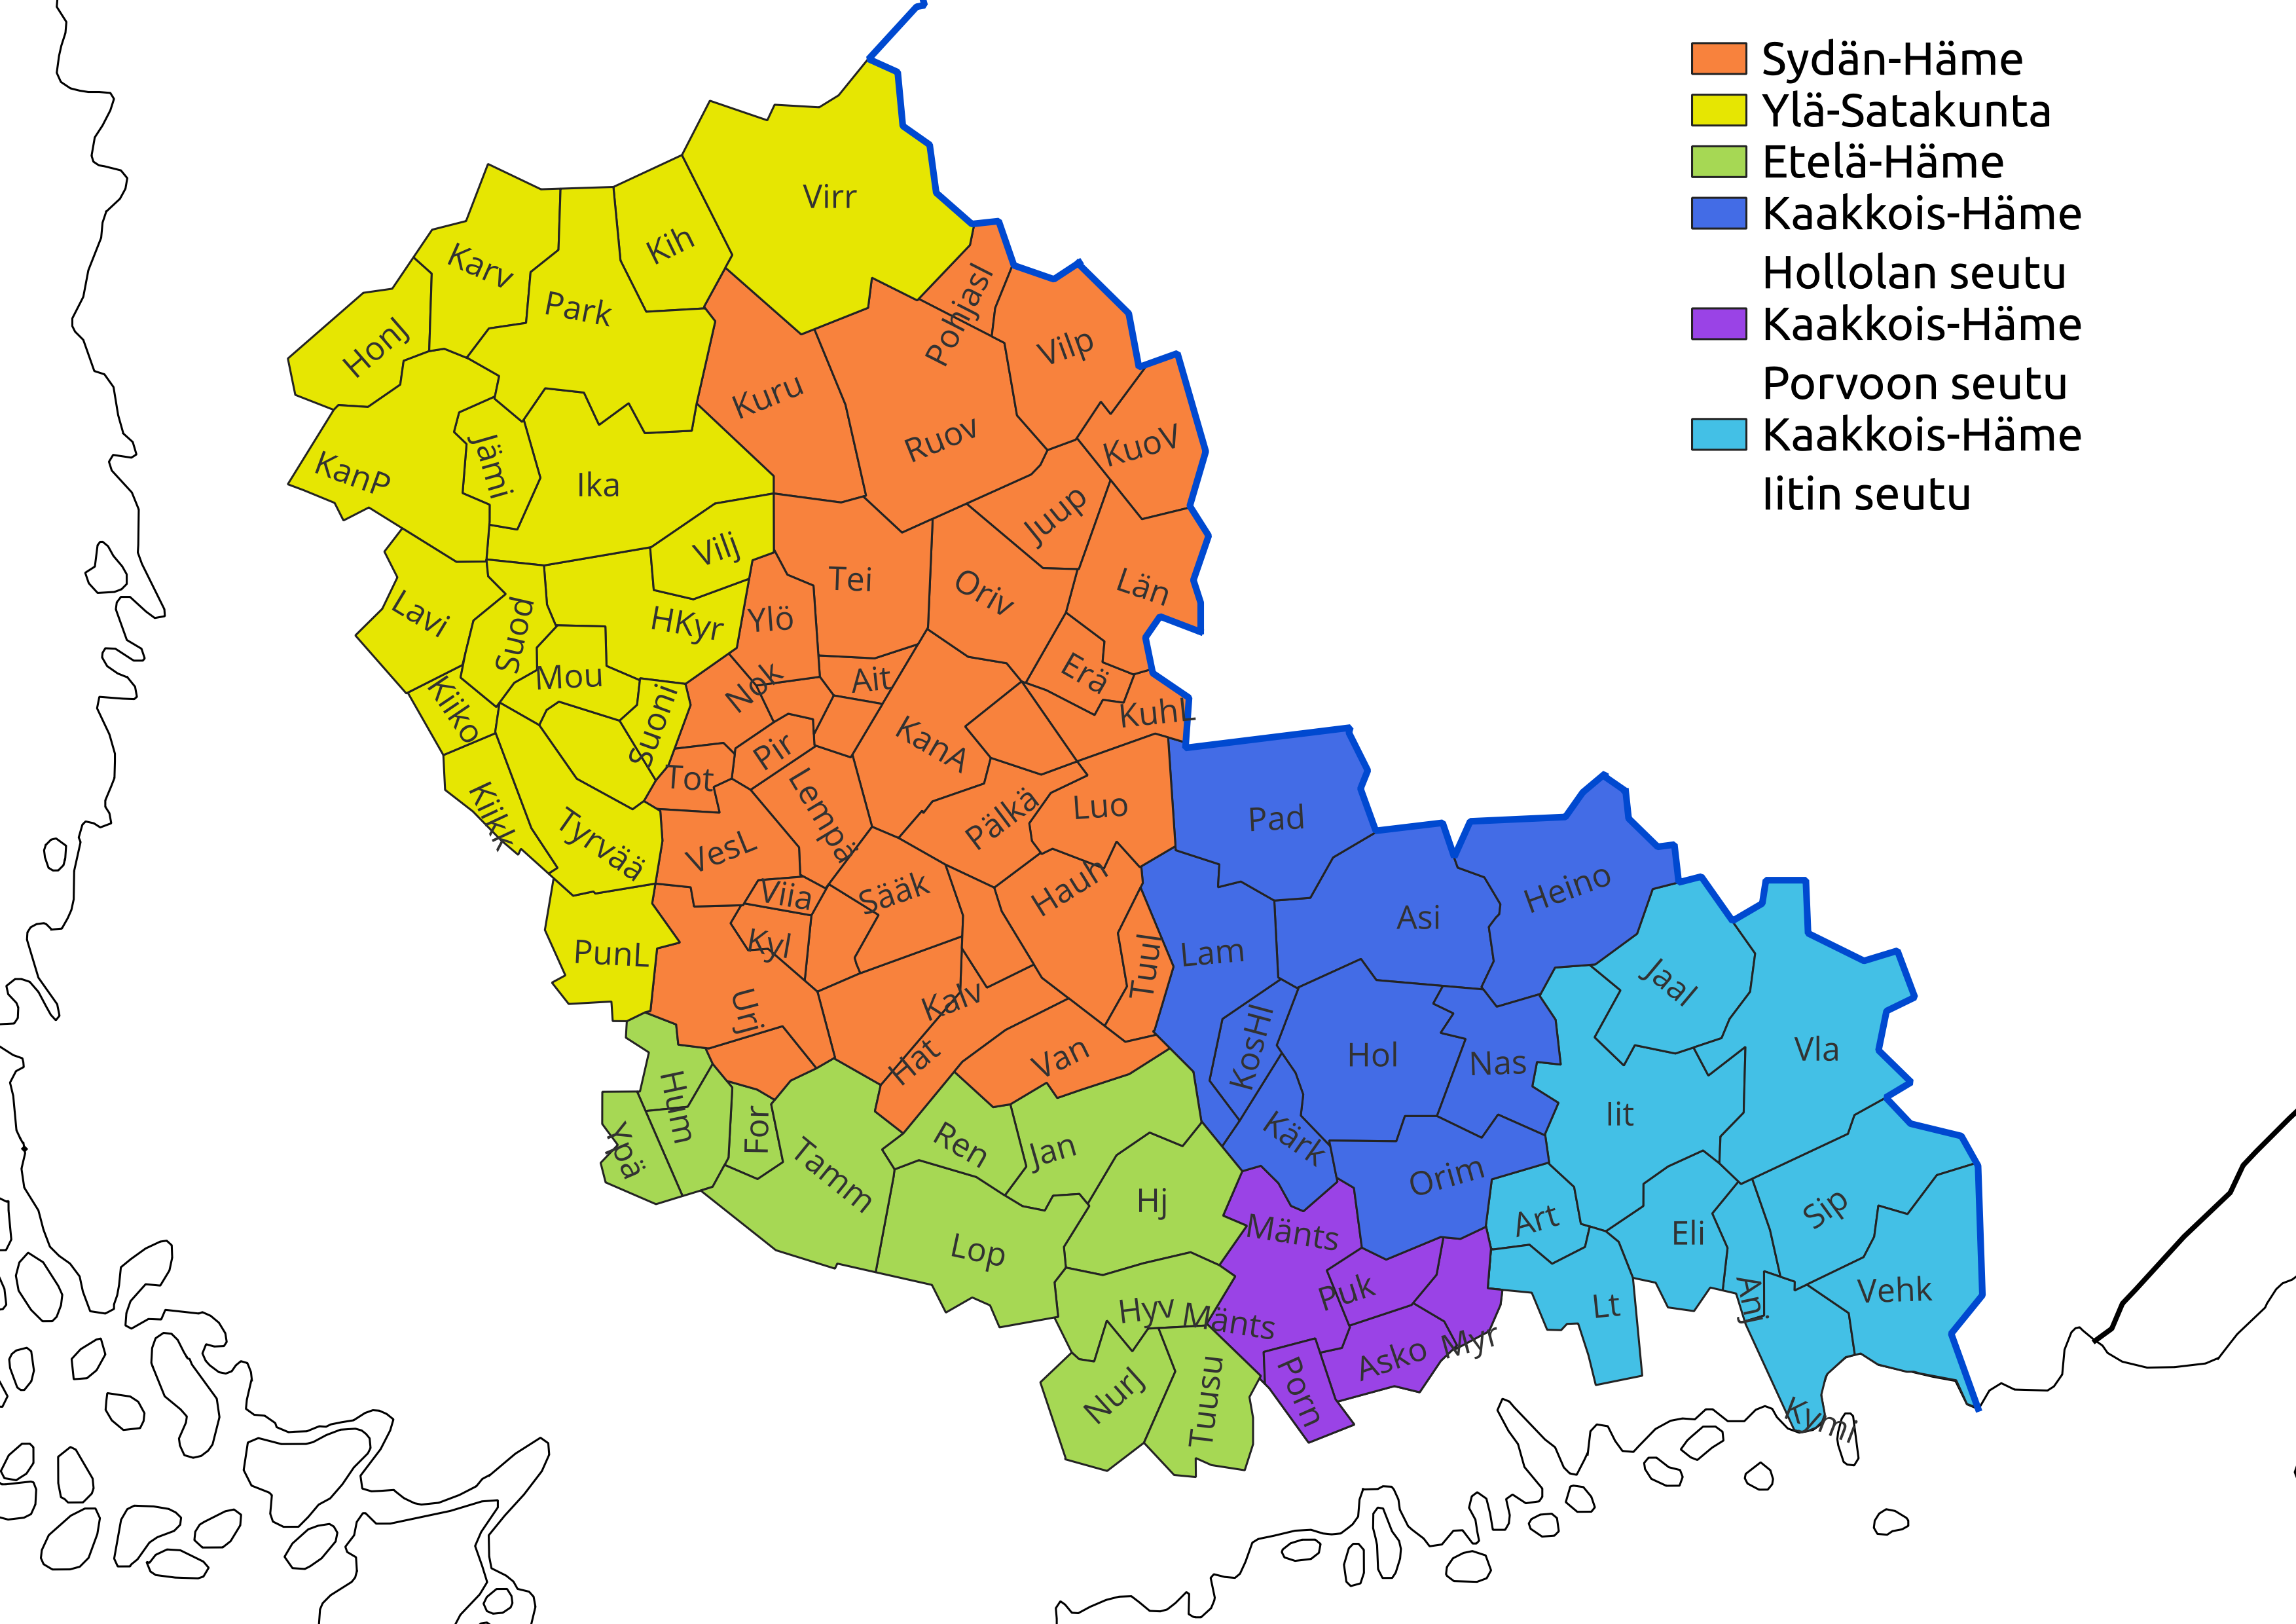 Sydän-Häme
Ylä-Satakunta
Etelä-Häme
Kaakkois-Häme
Hollolan seutu
Kaakkois-Häme
Porvoon seutu
Kaakkois-Häme
Iitin seutu
Virr
Karv
Kih
Park
HonJ
Pohjasl
Vilp
Kuru
Ruov
KuoV
KanP
Jämi
Ika
Juup
Vilj
Tei
Oriv
Län
Lavi
Suod
HKyr
Ylö
Mou
Nok
Ait
Erä
Kiiko
Suoni
KanA
KuhL
Pir
Tot
Lempä
Pälkä
Luo
Pad
Kiikk
Tyrvää
VesL
Viia
Sääk
Hauh
Asi
Heino
PunL
Kyl
Tuul
Lam
Jaal
Urj
Kalv
KosHl
Hol
Nas
Vla
Hat
Van
Iit
Hum
For
Ypä
Tamm
Ren
Jan
Kärk
Orim
Hj
Mänts
Art
Eli
Sip
Lop
Puk
Lt
Anj
Vehk
Hyv
Mänts
Asko
Myr
NurJ
Tuusu
Porn
Kymi